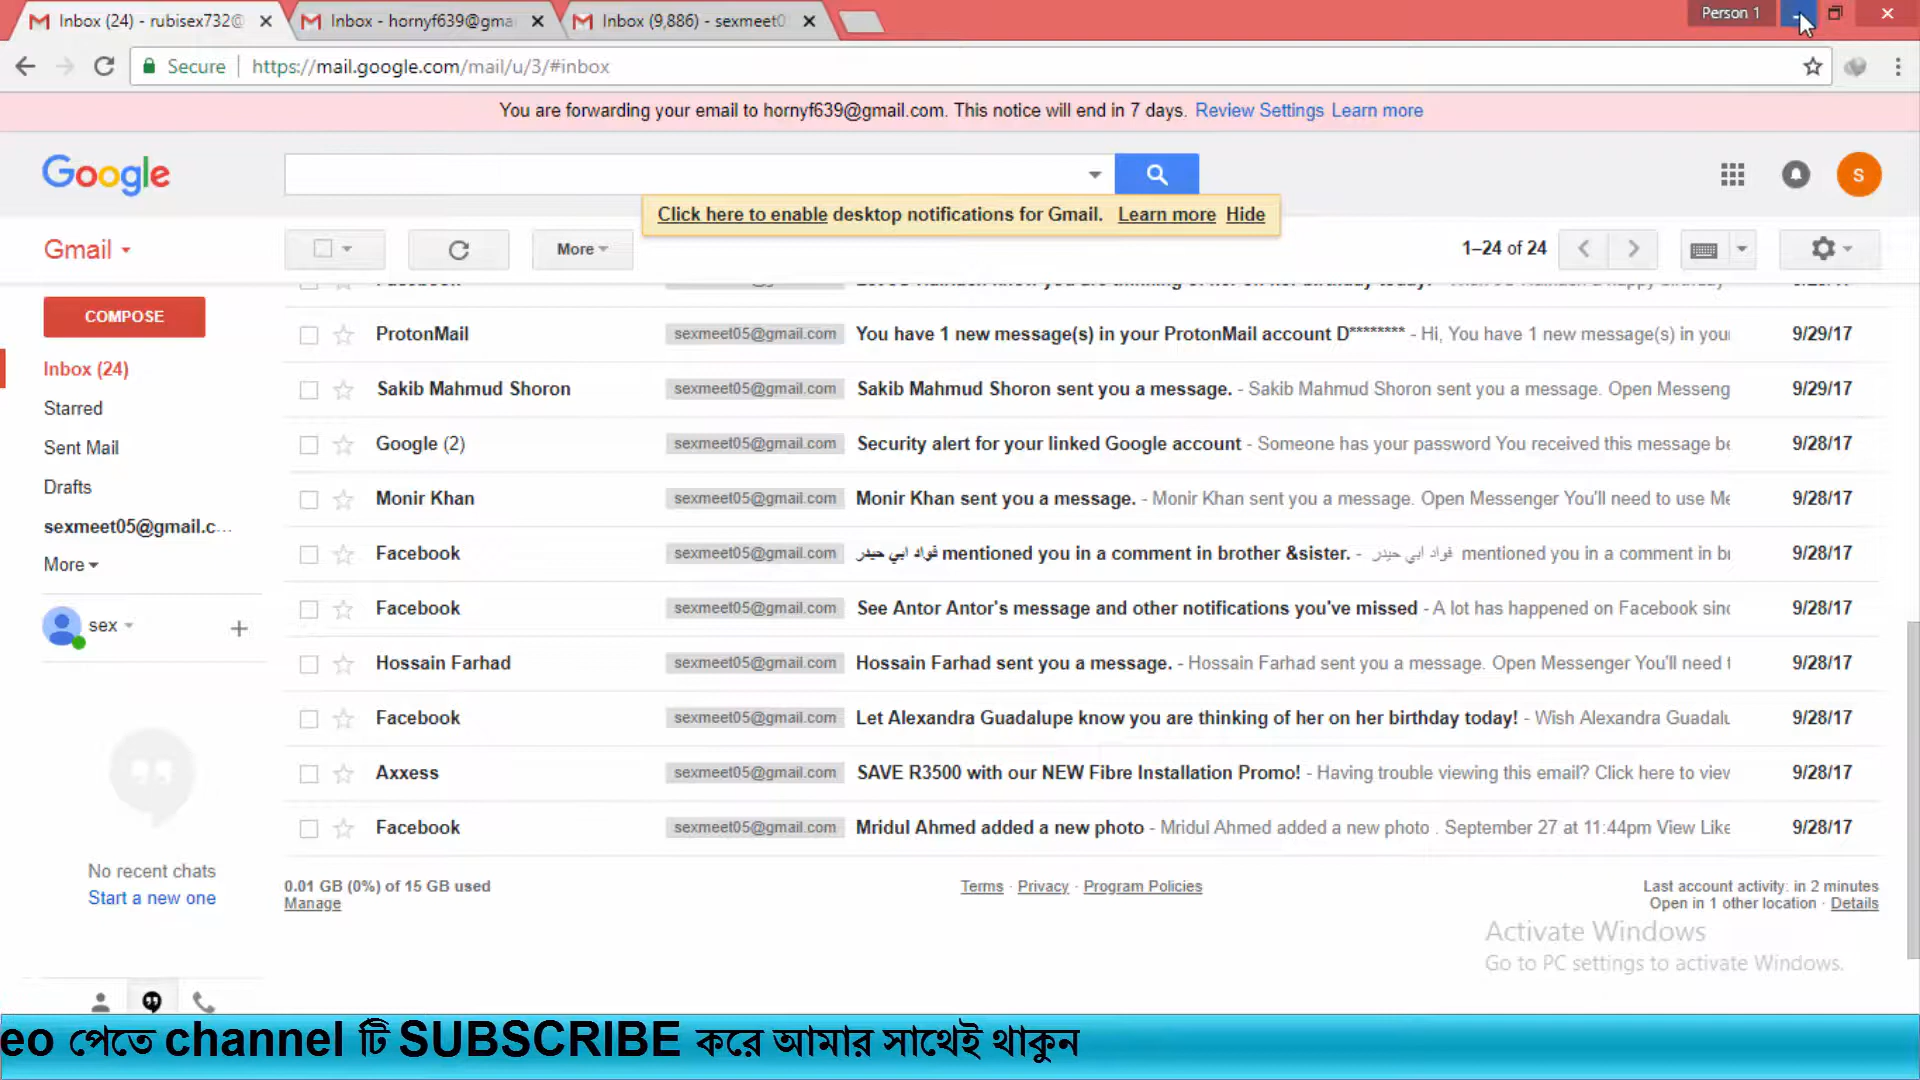 Inbox (24) - rubisex732@
Inbox - hornyf639@gma
Inbox (9,886) - sexmeet0
Person 1
Secure
https://mail.google.com/mail/u/3/#inbox
You are forwarding your email to hornyf639@gmail.com. This notice will end in 7 days. Review Settings Learn more
Google
S
Click here to enable desktop notifications for Gmail. Learn more Hide
Gmail
More
1–24 of 24
COMPOSE
Inbox (24)
Starred
Sent Mail
Drafts
sexmeet05@gmail.c...
More
sex
No recent chats
Start a new one
ProtonMail sexmeet05@gmail.com You have 1 new message(s) in your ProtonMail account D******** - Hi, You have 1 new message(s) in your 9/29/17
Sakib Mahmud Shoron sexmeet05@gmail.com Sakib Mahmud Shoron sent you a message. - Sakib Mahmud Shoron sent you a message. Open Messeng 9/29/17
Google (2) sexmeet05@gmail.com Security alert for your linked Google account - Someone has your password You received this message be 9/28/17
Monir Khan sexmeet05@gmail.com Monir Khan sent you a message. - Monir Khan sent you a message. Open Messenger You'll need to use Me 9/28/17
Facebook sexmeet05@gmail.com فواد ابي حيدر mentioned you in a comment in brother &sister. - فواد ابي حيدر mentioned you in a comment in br 9/28/17
Facebook sexmeet05@gmail.com See Antor Antor's message and other notifications you've missed - A lot has happened on Facebook sinc 9/28/17
Hossain Farhad sexmeet05@gmail.com Hossain Farhad sent you a message. - Hossain Farhad sent you a message. Open Messenger You'll need t 9/28/17
Facebook sexmeet05@gmail.com Let Alexandra Guadalupe know you are thinking of her on her birthday today! - Wish Alexandra Guadalu 9/28/17
Axxess sexmeet05@gmail.com SAVE R3500 with our NEW Fibre Installation Promo! - Having trouble viewing this email? Click here to view 9/28/17
Facebook sexmeet05@gmail.com Mridul Ahmed added a new photo - Mridul Ahmed added a new photo . September 27 at 11:44pm View Like 9/28/17
0.01 GB (0%) of 15 GB used
Manage
Terms · Privacy · Program Policies
Last account activity: in 2 minutes
Open in 1 other location · Details
Activate Windows
Go to PC settings to activate Windows.
eo পেতে channel টি SUBSCRIBE করে আমার সাথেই থাকুন